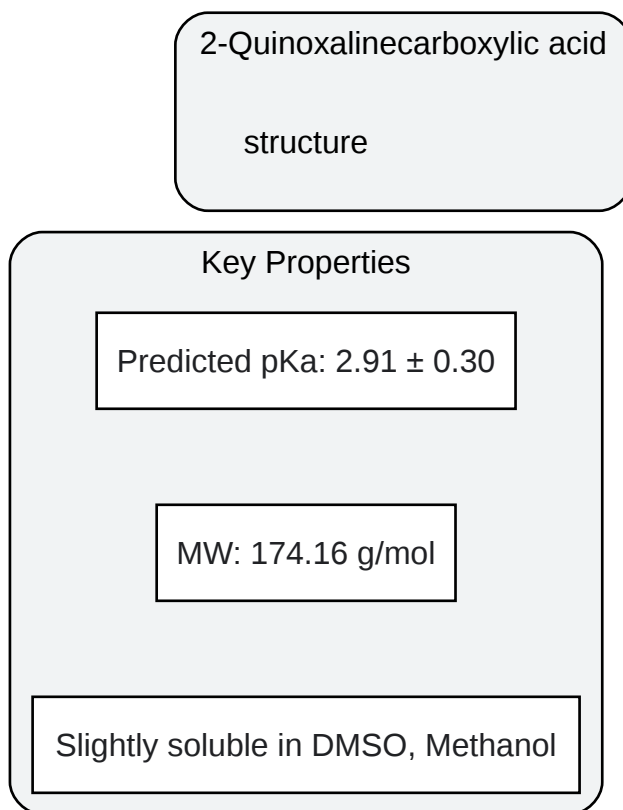 2-Quinoxalinecarboxylic acid
structure
Key Properties
Predicted pKa: 2.91 ± 0.30
MW: 174.16 g/mol
Slightly soluble in DMSO, Methanol